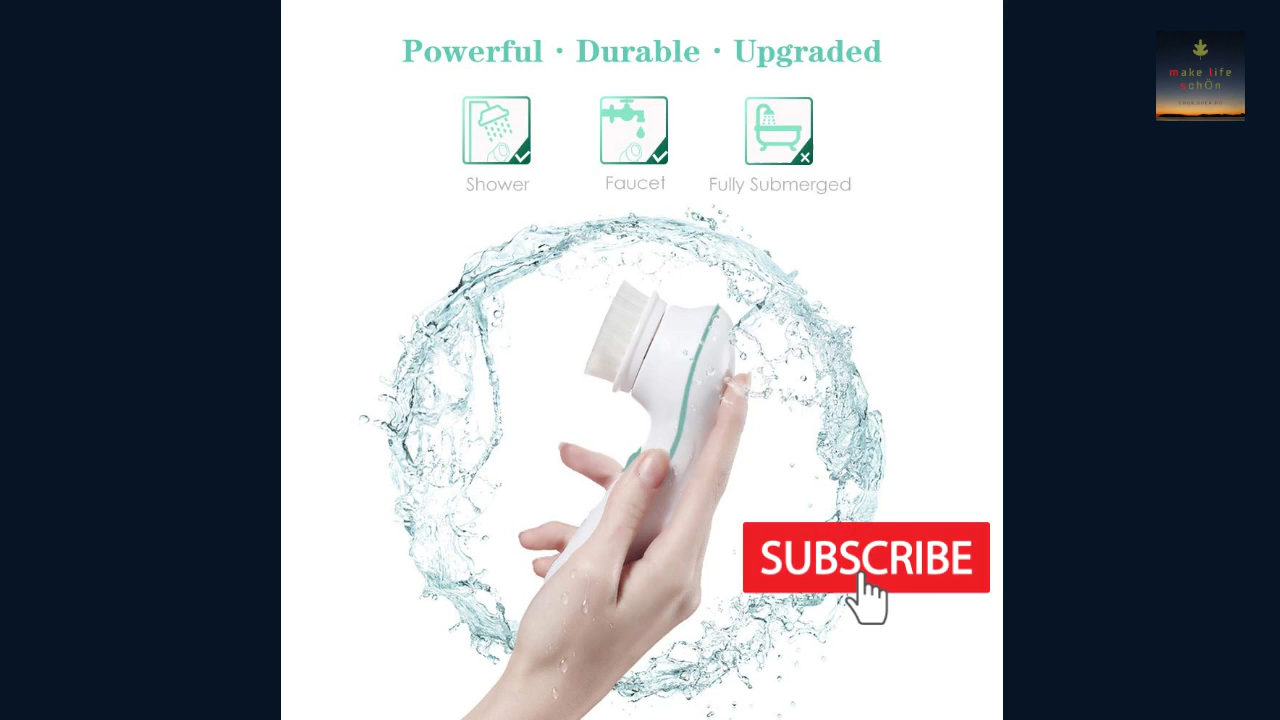 Powerful · Durable · Upgraded
make life
schÖn
Shower
Faucet
Fully Submerged
SUBSCRIBE